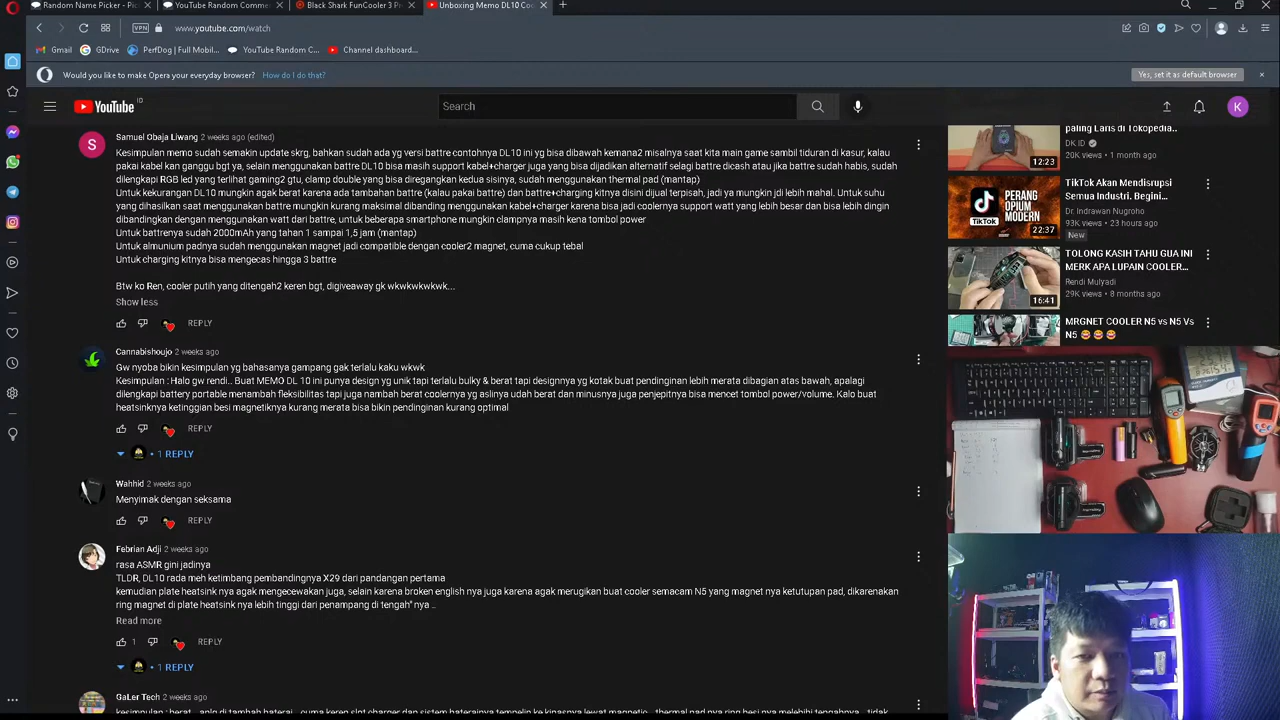 Random Name Picker - Pic
YouTube Random Comme
Black Shark FunCooler 3 P
Unboxing Memo DL10 Coo
VPN
www.youtube.com/watch
Gmail
GDrive
PerfDog | Full Mobil...
YouTube Random C...
Channel dashboard...
Would you like to make Opera your everyday browser?
How do I do that?
Yes, set it as default browser
YouTube ID
Search
K
S
Samuel Obaja Liwang 2 weeks ago (edited)
Kesimpulan memo sudah semakin update skrg, bahkan sudah ada yg versi battre contohnya DL10 ini yg bisa dibawah kemana2 misalnya saat kita main game sambil tiduran di kasur, kalau
pakai kabel kan ganggu bgt ya, selain menggunakan battre DL10 bisa masih support kabel+charger juga yang bisa dijadikan alternatif selagi battre dicash atau jika battre sudah habis, sudah
dilengkapi RGB led yang terlihat gaming2 gtu, clamp double yang bisa diregangkan kedua sisinya, sudah menggunakan thermal pad (mantap)
Untuk kekurangan DL10 mungkin agak berat karena ada tambahan battre (kalau pakai battre) dan battre+charging kitnya disini dijual terpisah, jadi ya mungkin jdi lebih mahal. Untuk suhu
yang dihasilkan saat menggunakan battre mungkin kurang maksimal dibanding menggunakan kabel+charger karena bisa jadi coolernya support watt yang lebih besar dan bisa lebih dingin
dibandingkan dengan menggunakan watt dari battre, untuk beberapa smartphone mungkin clampnya masih kena tombol power
Untuk battrenya sudah 2000mAh yang tahan 1 sampai 1,5 jam (mantap)
Untuk almunium padnya sudah menggunakan magnet jadi compatible dengan cooler2 magnet, cuma cukup tebal
Untuk charging kitnya bisa mengecas hingga 3 battre
Btw ko Ren, cooler putih yang ditengah2 keren bgt, digiveaway gk wkwkwkwkwk...
Show less
REPLY
Cannabishoujo 2 weeks ago
Gw nyoba bikin kesimpulan yg bahasanya gampang gak terlalu kaku wkwk
Kesimpulan : Halo gw rendi.. Buat MEMO DL 10 ini punya design yg unik tapi terlalu bulky & berat tapi designnya yg kotak buat pendinginan lebih merata dibagian atas bawah, apalagi
dilengkapi battery portable menambah fleksibilitas tapi juga nambah berat coolernya yg aslinya udah berat dan minusnya juga penjepitnya bisa mencet tombol power/volume. Kalo buat
heatsinknya ketinggian besi magnetiknya kurang merata bisa bikin pendinginan kurang optimal
REPLY
1 REPLY
Wahhid 2 weeks ago
Menyimak dengan seksama
REPLY
Febrian Adji 2 weeks ago
rasa ASMR gini jadinya
TLDR, DL10 rada meh ketimbang pembandingnya X29 dari pandangan pertama
kemudian plate heatsink nya agak mengecewakan juga, selain karena broken english nya juga karena agak merugikan buat cooler semacam N5 yang magnet nya ketutupan pad, dikarenakan
ring magnet di plate heatsink nya lebih tinggi dari penampang di tengah" nya ..
Read more
1
REPLY
1 REPLY
GaLer Tech 2 weeks ago
paling Laris di Tokopedia..
DK ID
20K views • 1 year ago
12:23
TikTok Akan Mendisrupsi
Semua Industri. Begini...
Dr. Indrawan Nugroho
93K views • 23 hours ago
New
PERANG
OPIUM
MODERN
TikTok
22:37
TOLONG KASIH TAHU GUA INI
MERK APA LUPAIN COOLER...
Rendi Mulyadi
29K views • 8 months ago
16:41
MRGNET COOLER N5 vs N5 Vs
N5